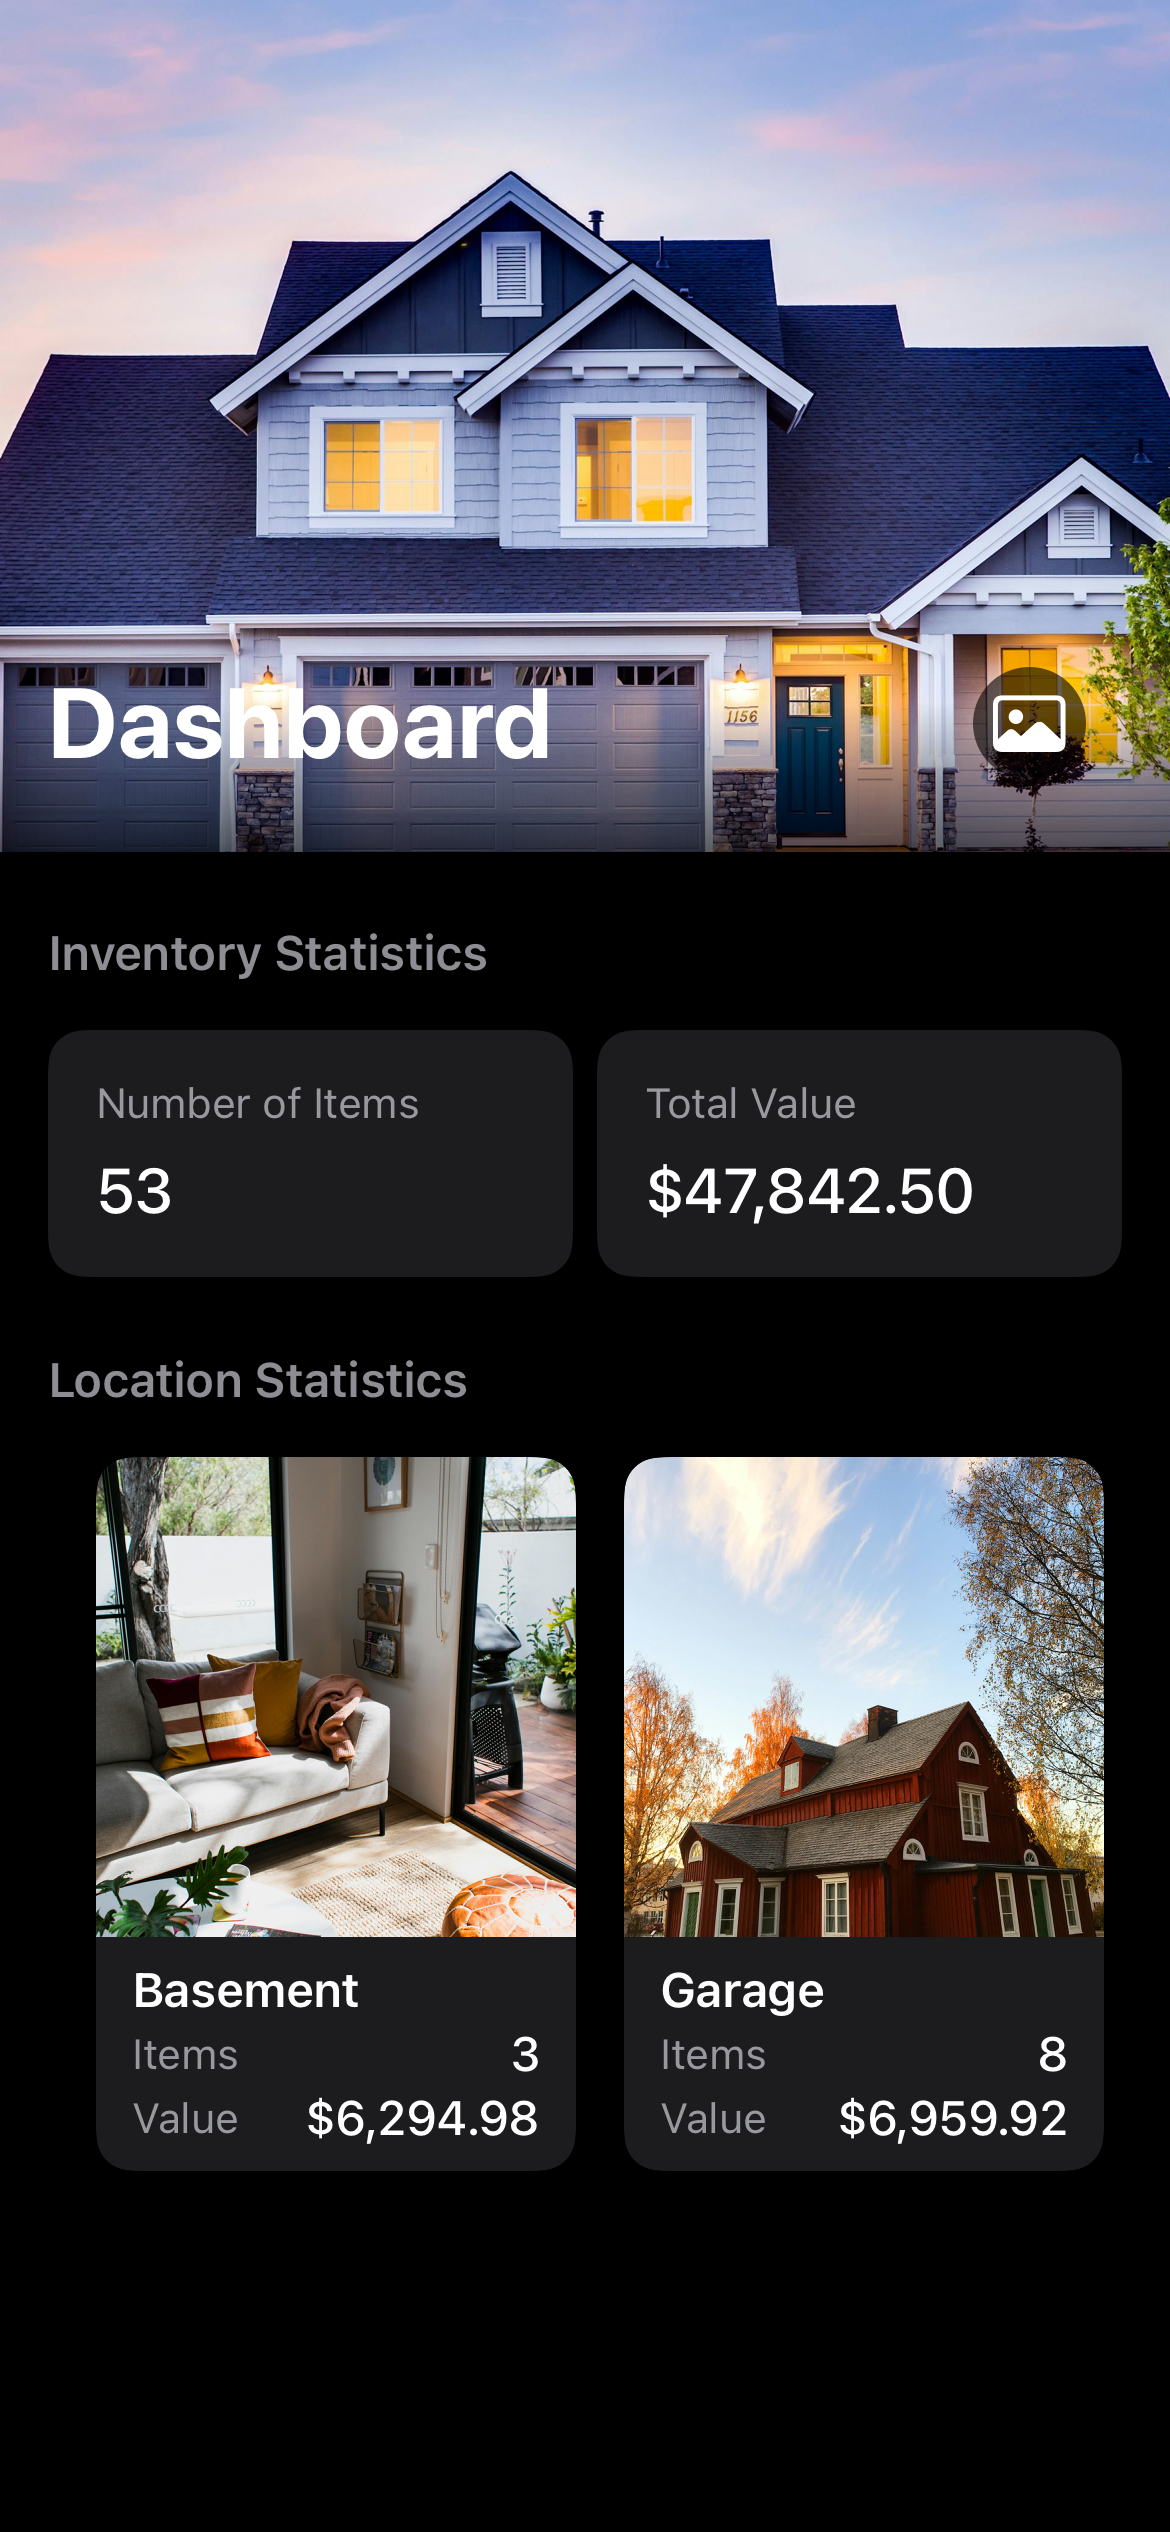 1156
Dashboard
Inventory Statistics
Number of Items
53
Total Value
$47,842.50
Location Statistics
Basement
Items 3
Value $6,294.98
Garage
Items 8
Value $6,959.92